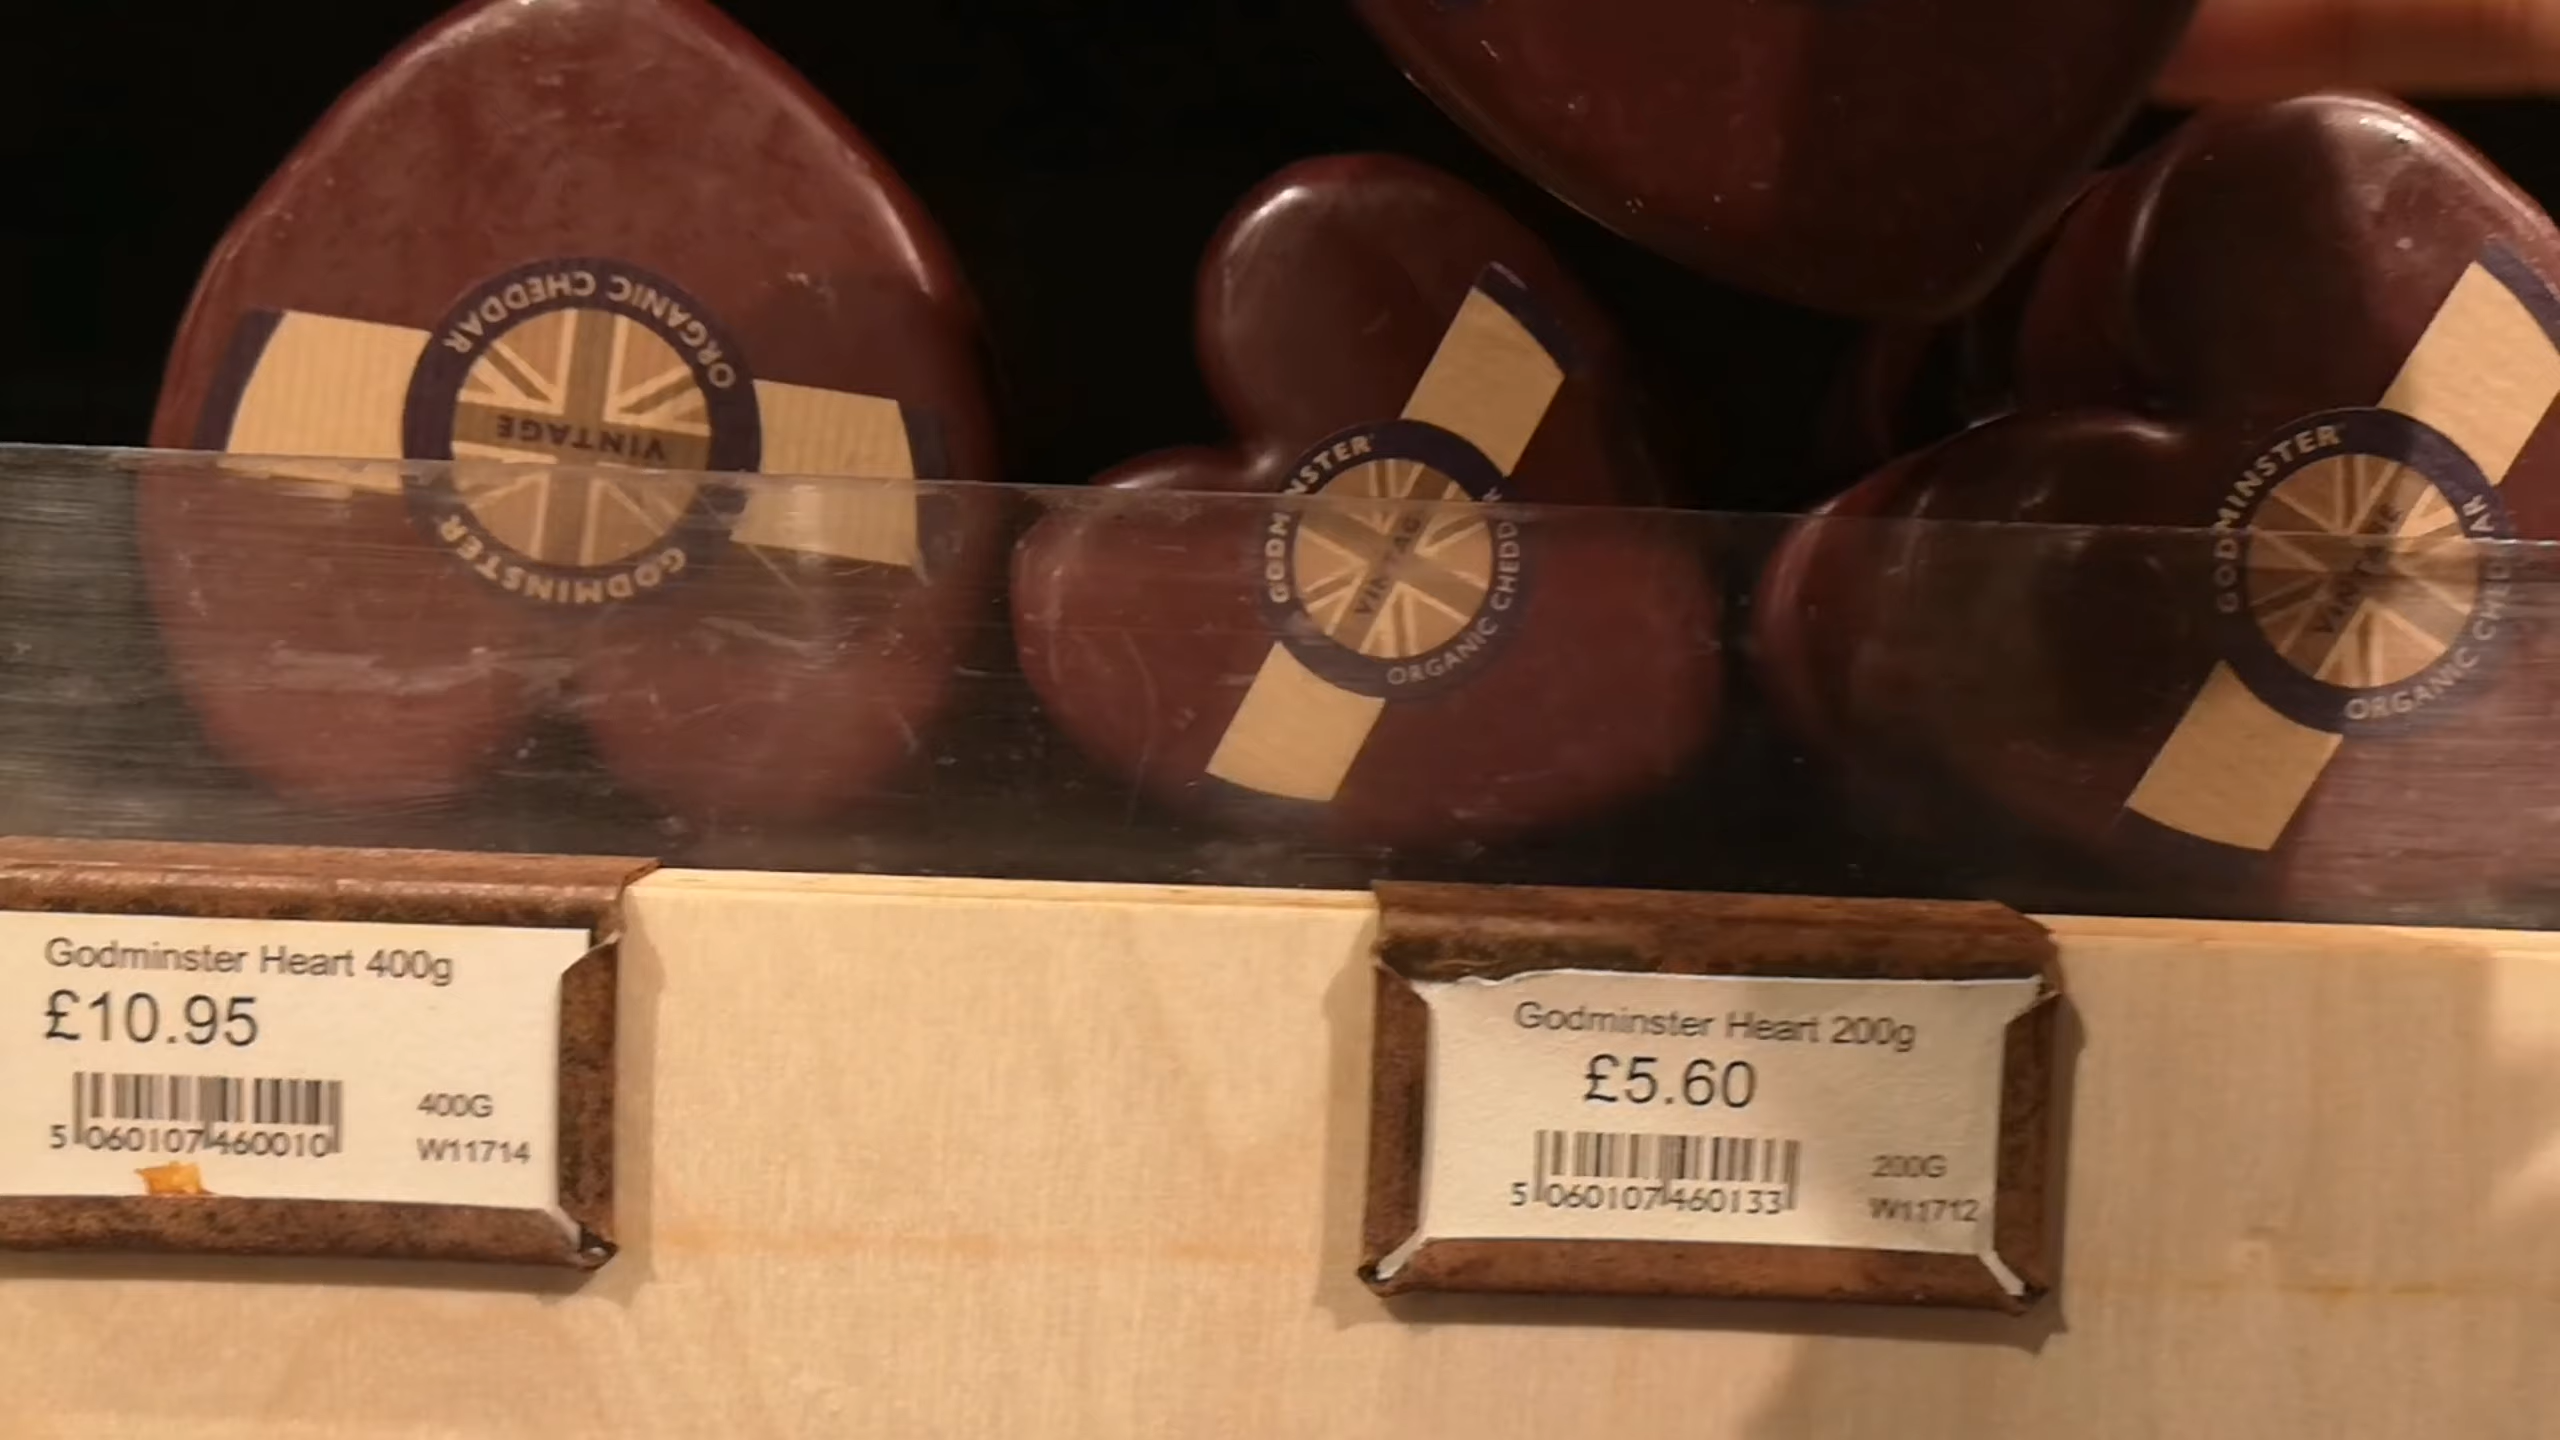 ORGANIC CHEDDAR
VINTAGE
GODMINSTER
GODMINSTER
VINTAGE
ORGANIC CHEDDAR
GODMINSTER
VINTAGE
ORGANIC CHEDDAR
Godminster Heart 400g
£10.95
400G
5 060107 460010
W11714
Godminster Heart 200g
£5.60
200G
5 060107 460133
W11712